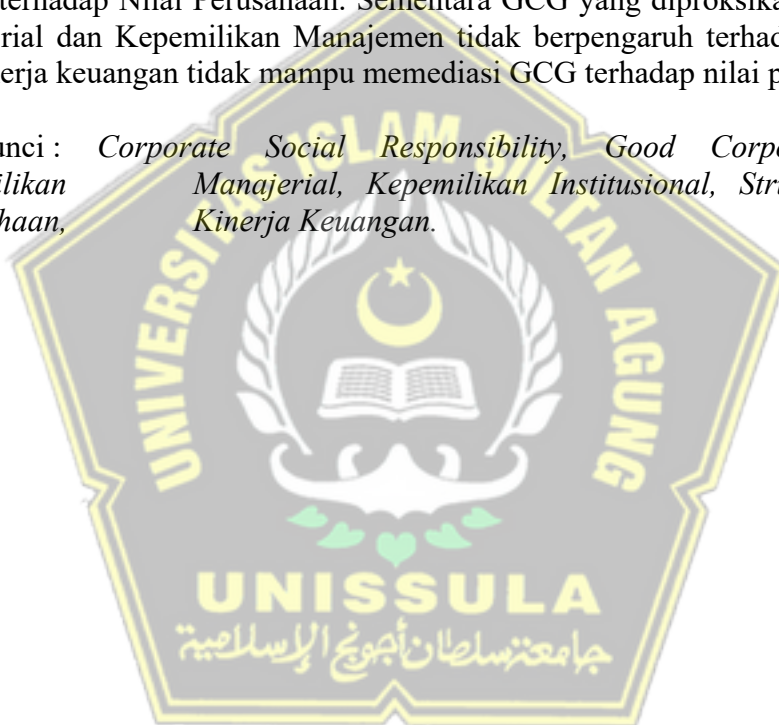 terhadap Nilai Perusahaan. Sementara GCG yang diproksika
rial dan Kepemilikan Manajemen tidak berpengaruh terhad
erja keuangan tidak mampu memediasi GCG terhadap nilai p
unci : Corporate Social Responsibility, Good Corpo
ilikan Manajerial, Kepemilikan Institusional, Str
haan, Kinerja Keuangan.
UNIVERSITAS ISLAM SULTAN AGUNG
UNISSULA
جامعة سلطان أجونج الإسلامية